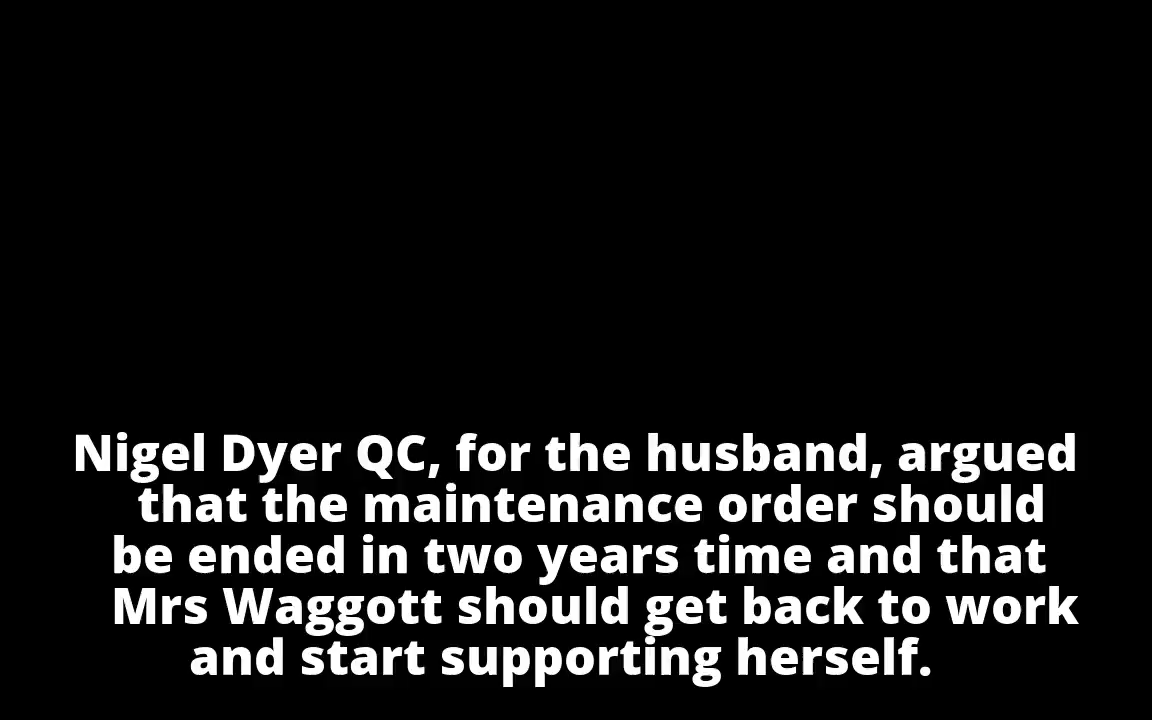 Nigel Dyer QC, for the husband, argued
that the maintenance order should
be ended in two years time and that
Mrs Waggott should get back to work
and start supporting herself.